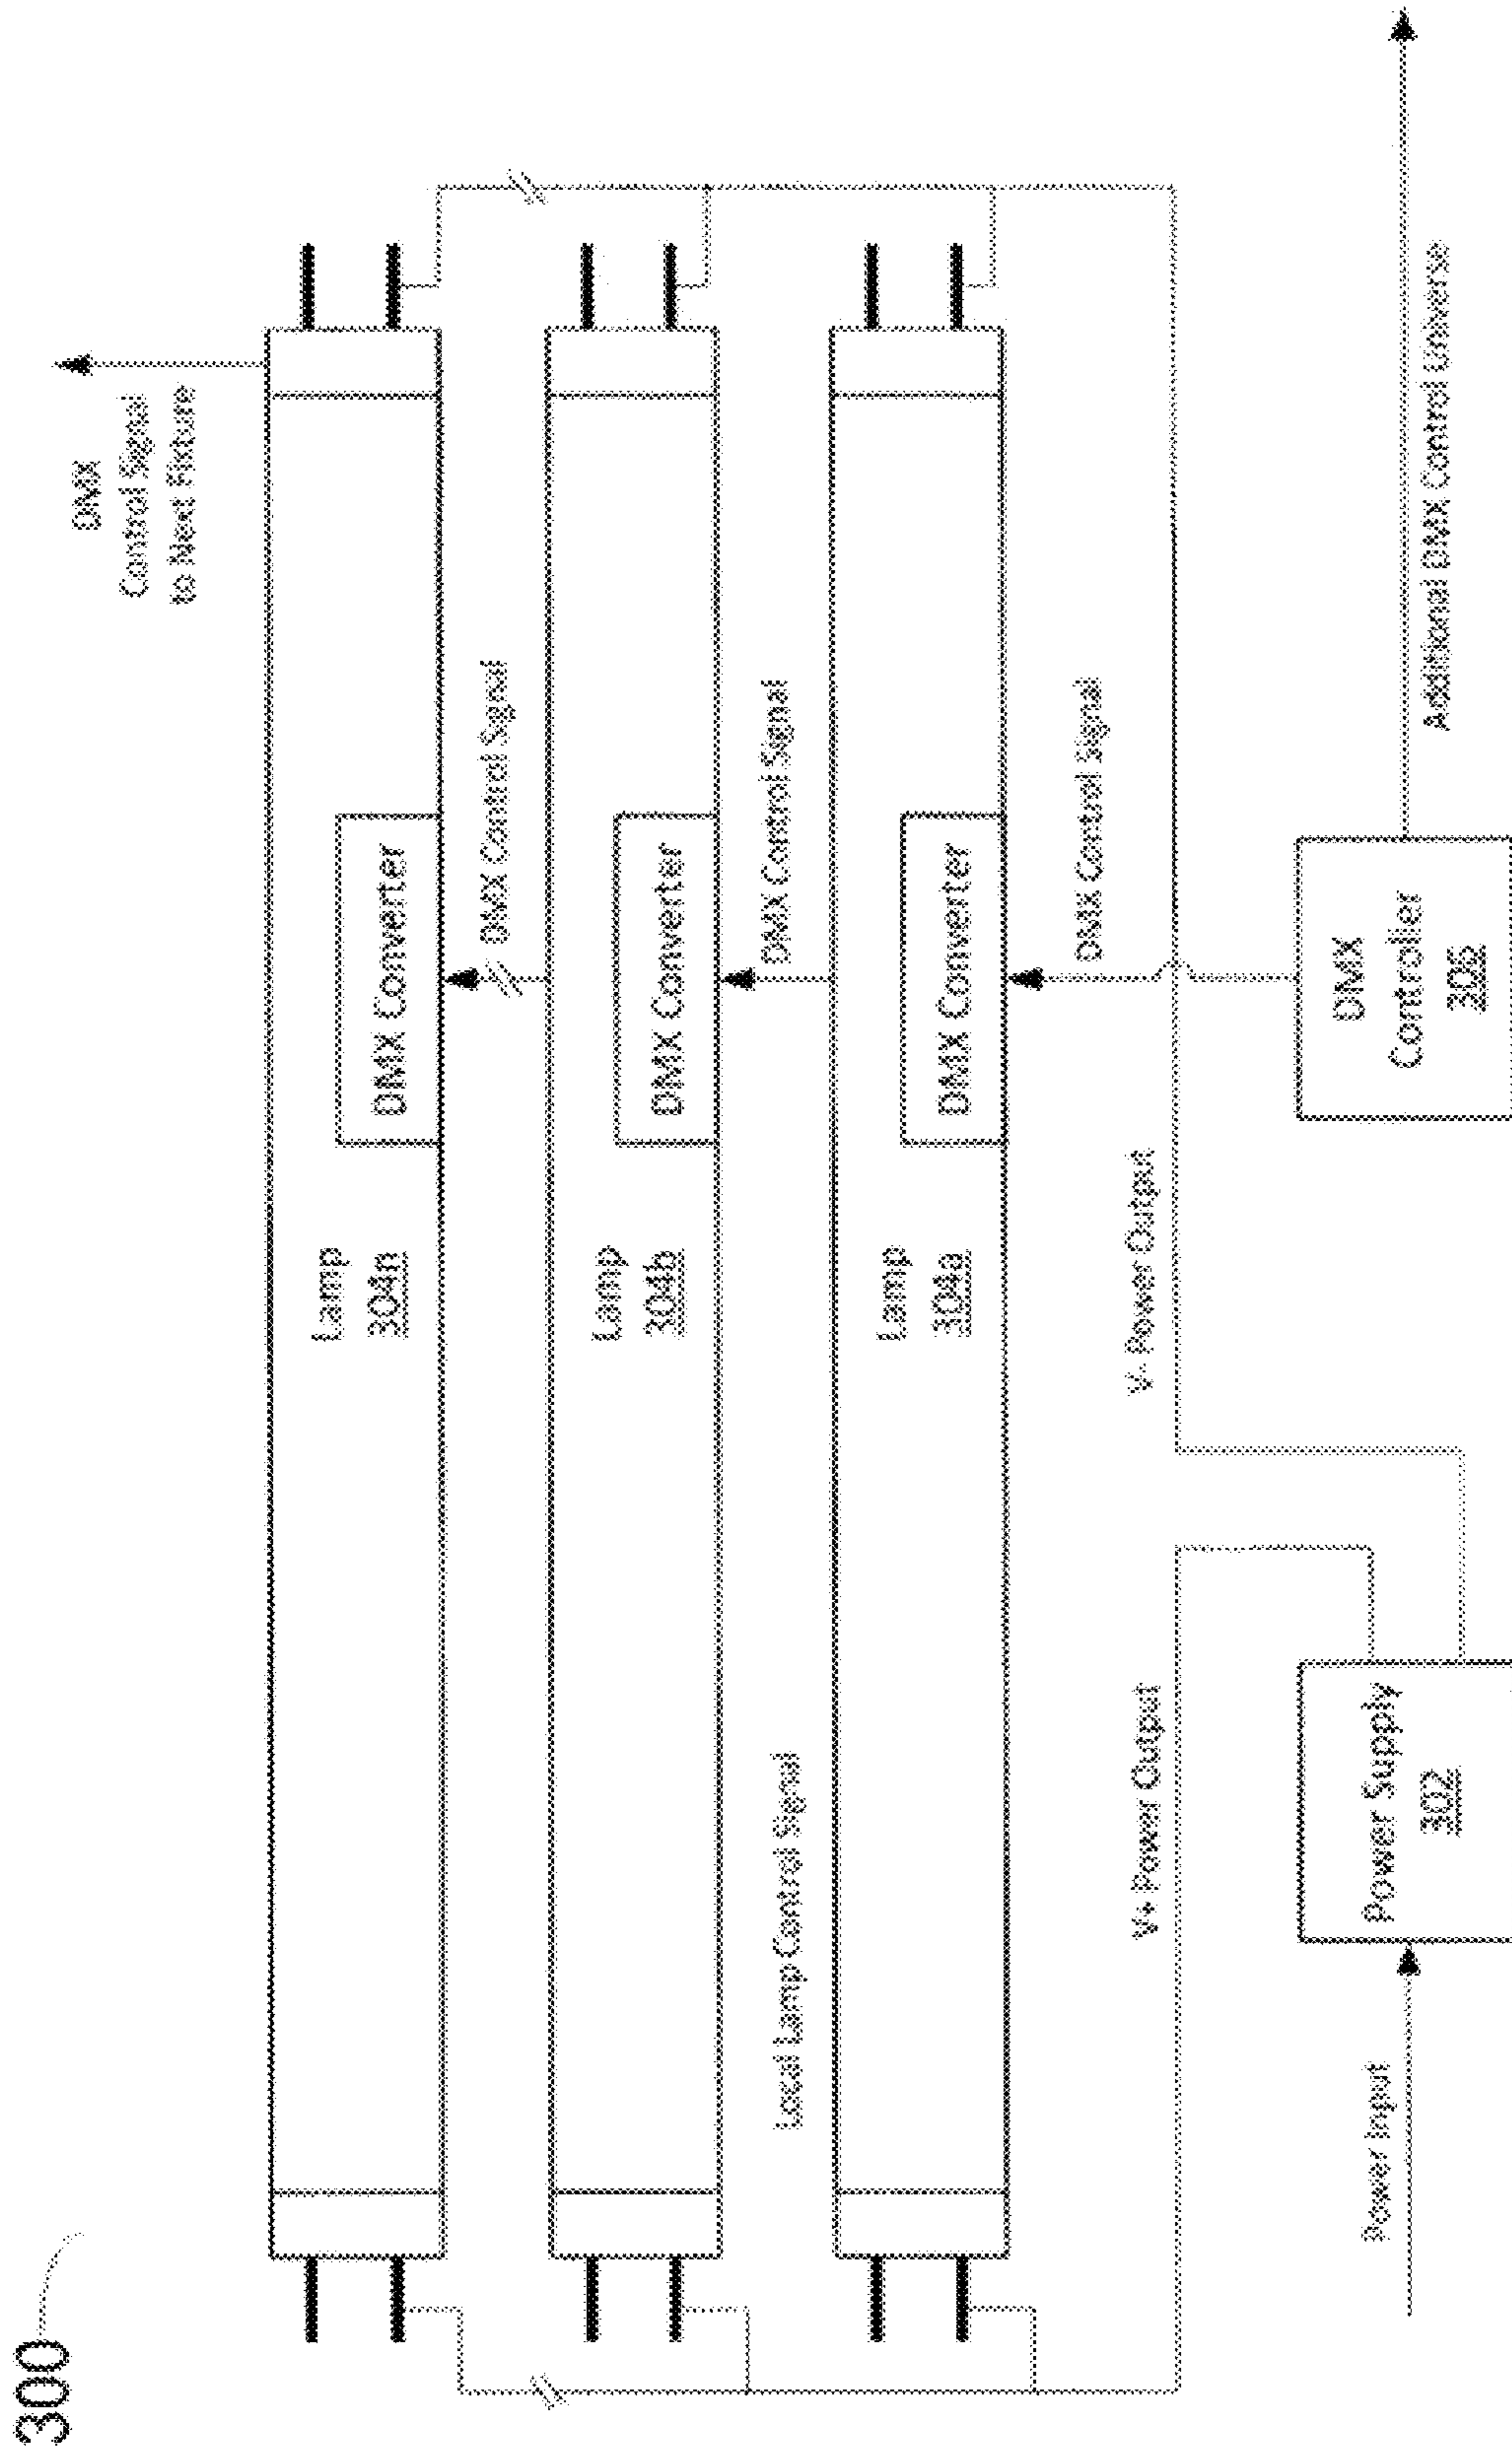 300
DMX
Control Signal
to Next Fixture
Lamp
304n
DMX Converter
DMX Control Signal
Lamp
304b
DMX Converter
Local Lamp Control Signal
DMX Control Signal
Lamp
304a
DMX Converter
DMX Control Signal
V+ Power Output
V- Power Output
Power Input
Power Supply
302
DMX
Controller
306
Additional DMX Control Universe